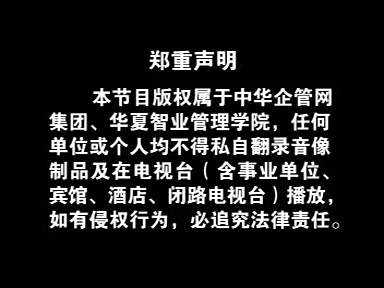 郑重声明
本节目版权属于中华企管网
集团、华夏智业管理学院，任何
单位或个人均不得私自翻录音像
制品及在电视台（含事业单位、
宾馆、酒店、闭路电视台）播放，
如有侵权行为，必追究法律责任。